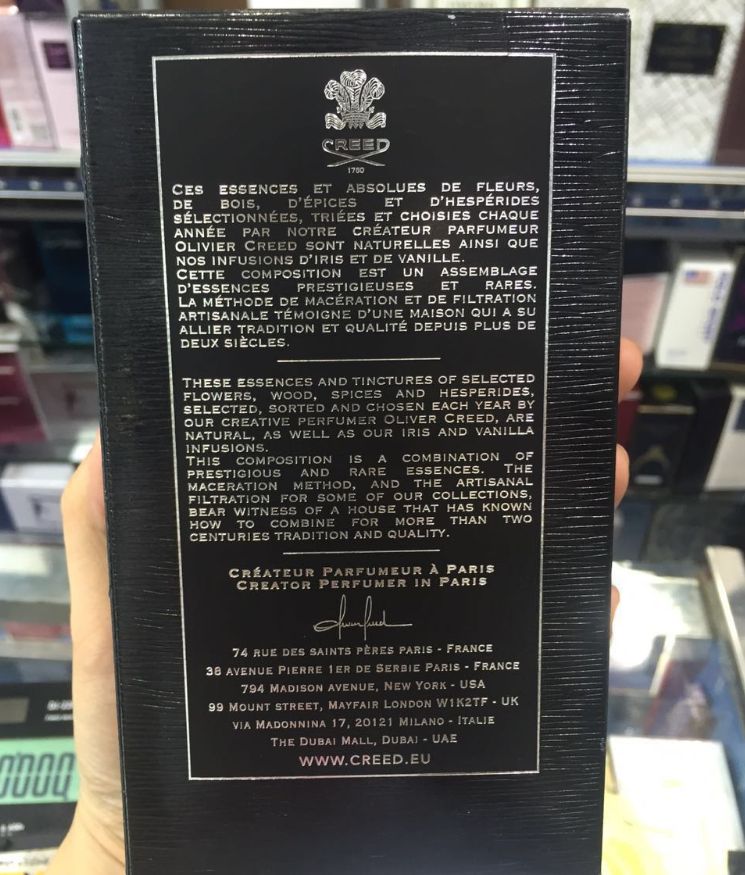 CREED
1760
CES ESSENCES ET ABSOLUES DE FLEURS,
DE BOIS, D'ÉPICES ET D'HESPÉRIDES
SÉLECTIONNÉES, TRIÉES ET CHOISIES CHAQUE
ANNÉE PAR NOTRE CRÉATEUR PARFUMEUR
OLIVIER CREED SONT NATURELLES AINSI QUE
NOS INFUSIONS D'IRIS ET DE VANILLE.
CETTE COMPOSITION EST UN ASSEMBLAGE
D'ESSENCES PRESTIGIEUSES ET RARES.
LA MÉTHODE DE MACÉRATION ET DE FILTRATION
ARTISANALE TÉMOIGNE D'UNE MAISON QUI A SU
ALLIER TRADITION ET QUALITÉ DEPUIS PLUS DE
DEUX SIÈCLES.
THESE ESSENCES AND TINCTURES OF SELECTED
FLOWERS, WOOD, SPICES AND HESPERIDES,
SELECTED, SORTED AND CHOSEN EACH YEAR BY
OUR CREATIVE PERFUMER OLIVER CREED, ARE
NATURAL, AS WELL AS OUR IRIS AND VANILLA
INFUSIONS.
THIS COMPOSITION IS A COMBINATION OF
PRESTIGIOUS AND RARE ESSENCES. THE
MACERATION METHOD, AND THE ARTISANAL
FILTRATION FOR SOME OF OUR COLLECTIONS,
BEAR WITNESS OF A HOUSE THAT HAS KNOWN
HOW TO COMBINE FOR MORE THAN TWO
CENTURIES TRADITION AND QUALITY.
CRÉATEUR PARFUMEUR À PARIS
CREATOR PERFUMER IN PARIS
74 RUE DES SAINTS PÈRES PARIS - FRANCE
38 AVENUE PIERRE 1ER DE SERBIE PARIS - FRANCE
794 MADISON AVENUE, NEW YORK - USA
99 MOUNT STREET, MAYFAIR LONDON W1K2TF - UK
VIA MADONNINA 17, 20121 MILANO - ITALIE
THE DUBAI MALL, DUBAI - UAE
WWW.CREED.EU